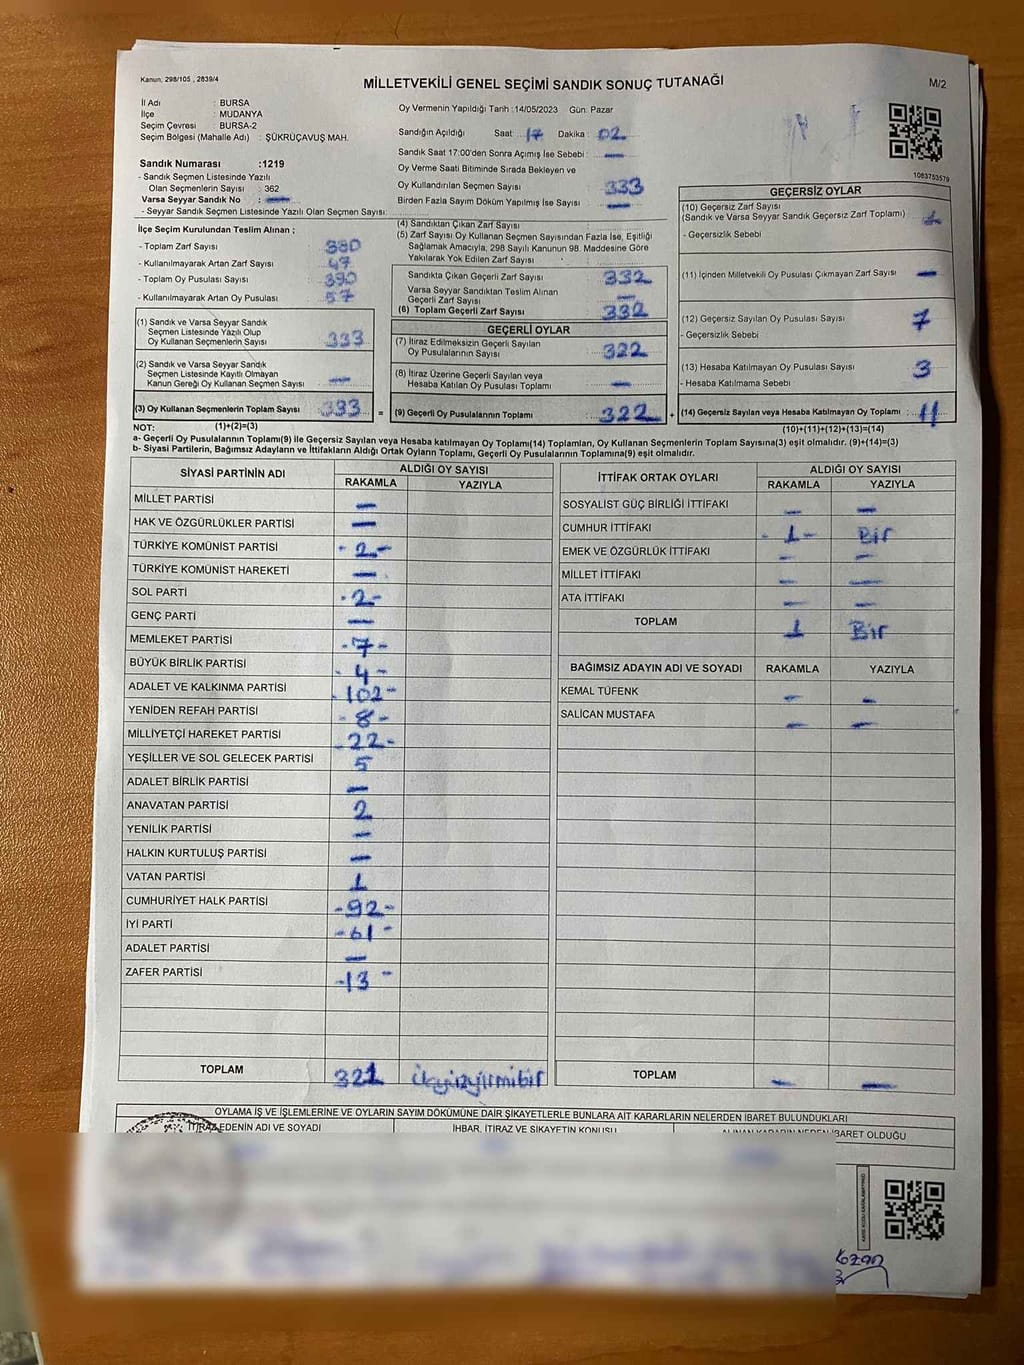 Kanun, 298/105 , 2839/4
MİLLETVEKİLİ GENEL SEÇİMİ SANDIK SONUÇ TUTANAĞI
M/2
İl Adı : BURSA
İlçe : MUDANYA
Seçim Çevresi : BURSA-2
Seçim Bölgesi (Mahalle Adı) : ŞÜKRÜÇAVUŞ MAH.
Sandık Numarası :1219
- Sandık Seçmen Listesinde Yazılı
Olan Seçmenlerin Sayısı : 362
Varsa Seyyar Sandık No : —
- Seyyar Sandık Seçmen Listesinde Yazılı Olan Seçmen Sayısı:
Oy Vermenin Yapıldığı Tarih :14/05/2023 Gün: Pazar
Sandığın Açıldığı Saat : 17 Dakika : 02
Sandık Saat 17:00'den Sonra Açımış İse Sebebi : —
Oy Verme Saati Bitiminde Sırada Bekleyen ve
Oy Kullandırılan Seçmen Sayısı : 333
Birden Fazla Sayım Döküm Yapılmış İse Sayısı : —
1083753579
İlçe Seçim Kurulundan Teslim Alınan ;
- Toplam Zarf Sayısı : 380
- Kullanılmayarak Artan Zarf Sayısı : 47
- Toplam Oy Pusulası Sayısı : 390
- Kullanılmayarak Artan Oy Pusulası : 57
(1) Sandık ve Varsa Seyyar Sandık
Seçmen Listesinde Yazılı Olup
Oy Kullanan Seçmenlerin Sayısı : 333
(2) Sandık ve Varsa Seyyar Sandık
Seçmen Listesinde Kayıtlı Olmayan
Kanun Gereği Oy Kullanan Seçmen Sayısı : —
(3) Oy Kullanan Seçmenlerin Toplam Sayısı : 333 =
(4) Sandıktan Çıkan Zarf Sayısı :
(5) Zarf Sayısı Oy Kullanan Seçmen Sayısından Fazla İse, Eşitliği
Sağlamak Amacıyla, 298 Sayılı Kanunun 98. Maddesine Göre
Yakılarak Yok Edilen Zarf Sayısı :
Sandıkta Çıkan Geçerli Zarf Sayısı : 332
Varsa Seyyar Sandıktan Teslim Alınan
Geçerli Zarf Sayısı : —
(6) Toplam Geçerli Zarf Sayısı : 332
GEÇERLİ OYLAR
(7) İtiraz Edilmeksizin Geçerli Sayılan
Oy Pusulalarının Sayısı : 322
(8) İtiraz Üzerine Geçerli Sayılan veya
Hesaba Katılan Oy Pusulası Toplamı : —
(9) Geçerli Oy Pusulalarının Toplamı : 322 +
GEÇERSİZ OYLAR
(10) Geçersiz Zarf Sayısı
(Sandık ve Varsa Seyyar Sandık Geçersiz Zarf Toplamı) : 1
- Geçersizlik Sebebi
(11) İçinden Milletvekili Oy Pusulası Çıkmayan Zarf Sayısı : —
(12) Geçersiz Sayılan Oy Pusulası Sayısı : 7
- Geçersizlik Sebebi
(13) Hesaba Katılmayan Oy Pusulası Sayısı : 3
- Hesaba Katılmama Sebebi
(14) Geçersiz Sayılan veya Hesaba Katılmayan Oy Toplamı : 11
NOT: (1)+(2)=(3)
(10)+(11)+(12)+(13)=(14)
a- Geçerli Oy Pusulalarının Toplamı(9) ile Geçersiz Sayılan veya Hesaba katılmayan Oy Toplamı(14) Toplamları, Oy Kullanan Seçmenlerin Toplam Sayısına(3) eşit olmalıdır. (9)+(14)=(3)
b- Siyasi Partilerin, Bağımsız Adayların ve İttifakların Aldığı Ortak Oyların Toplamı, Geçerli Oy Pusulalarının Toplamına(9) eşit olmalıdır.
SİYASİ PARTİNİN ADI ALDIĞI OY SAYISI
RAKAMLA YAZIYLA
MİLLET PARTİSİ —
HAK VE ÖZGÜRLÜKLER PARTİSİ —
TÜRKİYE KOMÜNİST PARTİSİ -2-
TÜRKİYE KOMÜNİST HAREKETİ —
SOL PARTİ -2-
GENÇ PARTİ —
MEMLEKET PARTİSİ -7-
BÜYÜK BİRLİK PARTİSİ -4-
ADALET VE KALKINMA PARTİSİ -102-
YENİDEN REFAH PARTİSİ -8-
MİLLİYETÇİ HAREKET PARTİSİ -22-
YEŞİLLER VE SOL GELECEK PARTİSİ 5
ADALET BİRLİK PARTİSİ —
ANAVATAN PARTİSİ 2
YENİLİK PARTİSİ —
HALKIN KURTULUŞ PARTİSİ —
VATAN PARTİSİ 1
CUMHURİYET HALK PARTİSİ -92-
İYİ PARTİ -61-
ADALET PARTİSİ —
ZAFER PARTİSİ -13-
TOPLAM 321 üçyüzyirmibir
İTTİFAK ORTAK OYLARI ALDIĞI OY SAYISI
RAKAMLA YAZIYLA
SOSYALİST GÜÇ BİRLİĞİ İTTİFAKI — —
CUMHUR İTTİFAKI -1- Bir
EMEK VE ÖZGÜRLÜK İTTİFAKI — —
MİLLET İTTİFAKI — —
ATA İTTİFAKI — —
TOPLAM 1 Bir
BAĞIMSIZ ADAYIN ADI VE SOYADI RAKAMLA YAZIYLA
KEMAL TÜFENK — —
SALİCAN MUSTAFA — —
TOPLAM — —
OYLAMA İŞ VE İŞLEMLERİNE VE OYLARIN SAYIM DÖKÜMÜNE DAİR ŞİKAYETLERLE BUNLARA AİT KARARLARIN NELERDEN İBARET BULUNDUKLARI
İTİRAZ EDENİN ADI VE SOYADI İHBAR, İTİRAZ VE ŞİKAYETİN KONUSU ALINAN KARARIN NEDEN İBARET OLDUĞU
Kozan